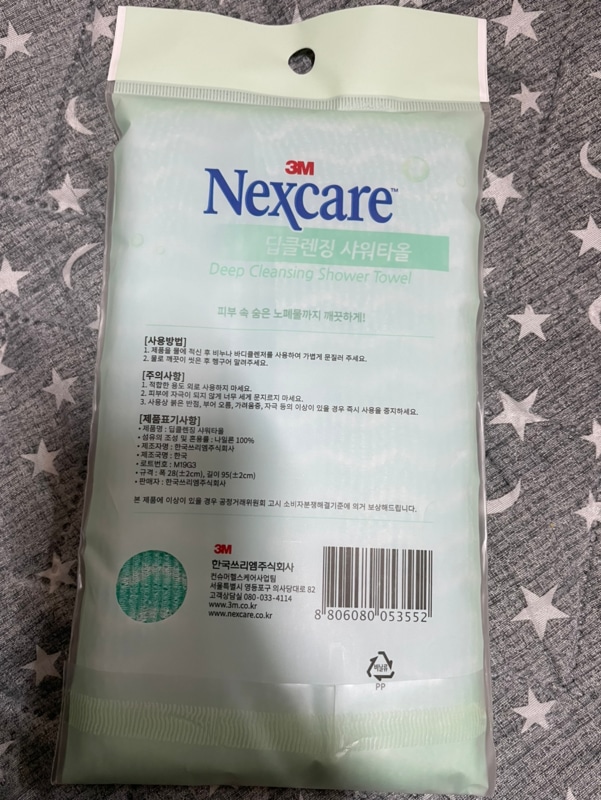 3M
Nexcare™
딥클렌징 샤워타올
Deep Cleansing Shower Towel
피부 속 숨은 노폐물까지 깨끗하게!
[사용방법]
1. 제품을 물에 적신 후 비누나 바디클렌저를 사용하여 가볍게 문질러 주세요.
2. 물로 깨끗이 씻은 후 헹구어 말려주세요.
[주의사항]
1. 적합한 용도 외로 사용하지 마세요.
2. 피부에 자극이 되지 않게 너무 세게 문지르지 마세요.
3. 사용상 붉은 반점, 부어 오름, 가려움증, 자극 등의 이상이 있을 경우 즉시 사용을 중지하세요.
[제품표기사항]
• 제품명 : 딥클렌징 샤워타올
• 섬유의 조성 및 혼용률 : 나일론 100%
• 제조자명 : 한국쓰리엠주식회사
• 제조국명 : 한국
• 로트번호 : M19G3
• 규격 : 폭 28(±2cm), 길이 95(±2cm)
• 판매자 : 한국쓰리엠주식회사
본 제품에 이상이 있을 경우 공정거래위원회 고시 소비자분쟁해결기준에 의거 보상해드립니다.
3M
한국쓰리엠주식회사
컨슈머헬스케어사업팀
서울특별시 영등포구 의사당대로 82
고객상담실 080-033-4114
www.3m.co.kr
www.nexcare.co.kr
8 806080 053552
비닐류
PP